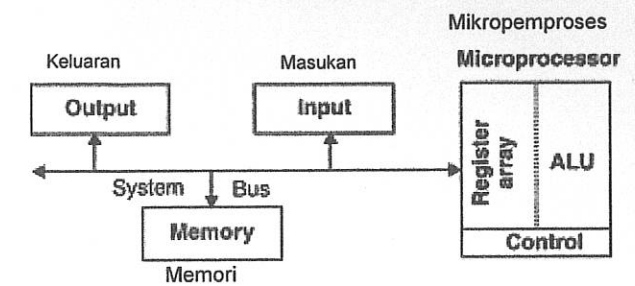 Mikropemproses
Keluaran
Masukan
Microprocessor
Output
Input
Register array
ALU
System Bus
Memory
Control
Memori